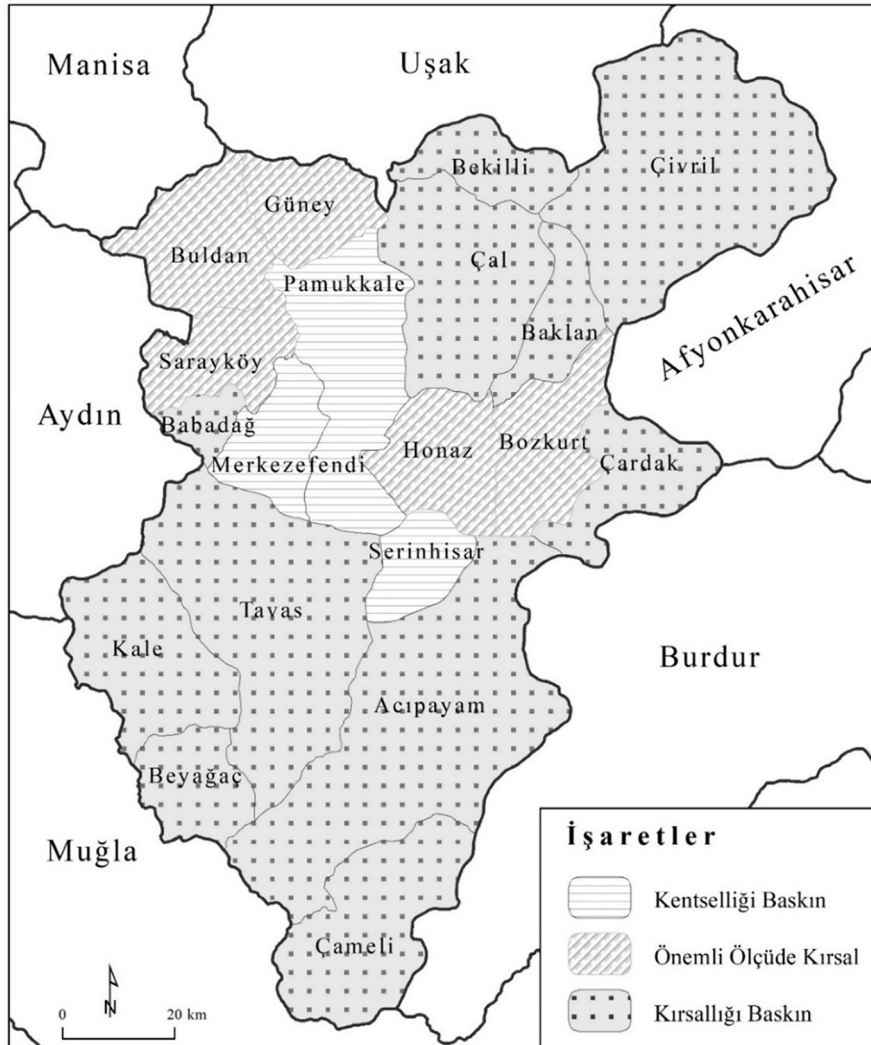 Manisa
Uşak
Bekilli
Çivril
Güney
Buldan
Çal
Pamukkale
Baklan
Afyonkarahisar
Sarayköy
Aydın
Babadağ
Merkezefendi
Honaz
Bozkurt
Çardak
Serinhisar
Tavas
Kale
Burdur
Acıpayam
Beyağaç
Muğla
Çameli
İşaretler
Kentselliği Baskın
Önemli Ölçüde Kırsal
Kırsallığı Baskın
N
0 20 km